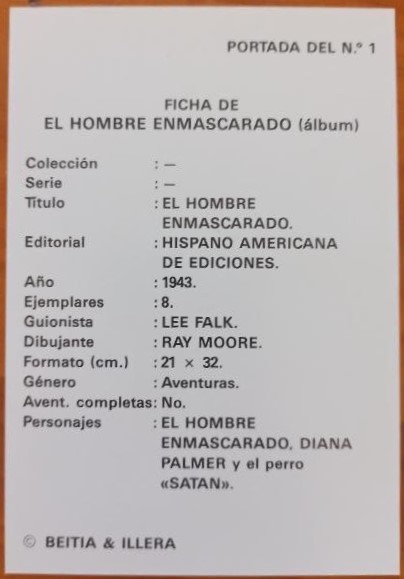 PORTADA DEL N.º 1
FICHA DE
EL HOMBRE ENMASCARADO (álbum)
Colección : —
Serie : —
Título : EL HOMBRE
ENMASCARADO.
Editorial : HISPANO AMERICANA
DE EDICIONES.
Año : 1943.
Ejemplares : 8.
Guionista : LEE FALK.
Dibujante : RAY MOORE.
Formato (cm.) : 21 × 32.
Género : Aventuras.
Avent. completas: No.
Personajes : EL HOMBRE
ENMASCARADO, DIANA
PALMER y el perro
«SATAN».
© BEITIA & ILLERA